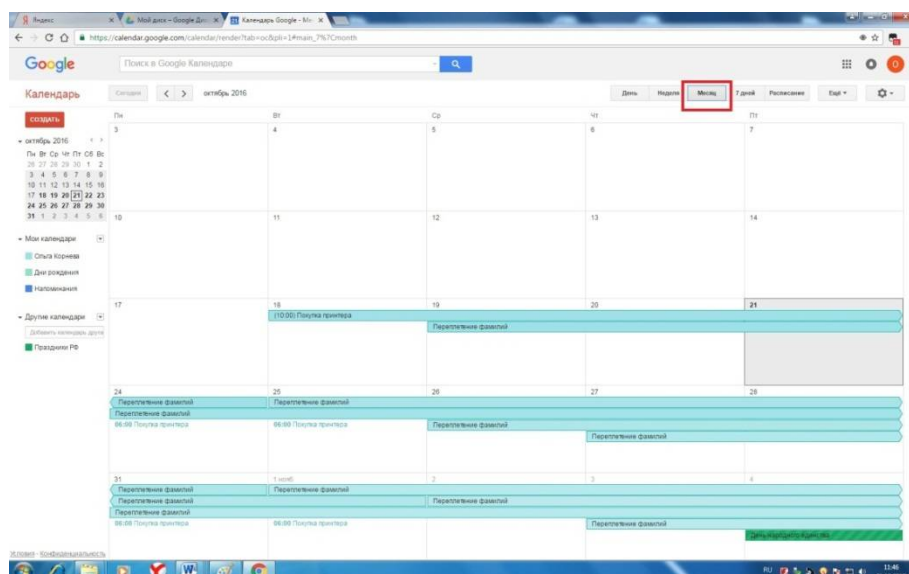 Яндекс
Мой диск – Google Дис
Календарь Google - Мо
https://calendar.google.com/calendar/render?tab=oc&pli=1#main_7%7Cmonth
Google
Поиск в Google Календаре
Календарь
Сегодня
октябрь 2016
День Неделя Месяц 7 дней Расписание Ещё
СОЗДАТЬ
Пн Вт Ср Чт Пт
октябрь 2016
Пн Вт Ср Чт Пт Сб Вс
26 27 28 29 30 1 2
3 4 5 6 7 8 9
10 11 12 13 14 15 16
17 18 19 20 21 22 23
24 25 26 27 28 29 30
31 1 2 3 4 5 6
Мои календари
Ольга Корнева
Дни рождения
Напоминания
Другие календари
Добавить календарь друга
Праздники РФ
3 4 5 6 7
10 11 12 13 14
17 18 19 20 21
(10:00) Покупка принтера
Переплетение фамилий
24 25 26 27 28
Переплетение фамилий Переплетение фамилий
Переплетение фамилий
06:00 Покупка принтера 06:00 Покупка принтера Переплетение фамилий
Переплетение фамилий
31 1 нояб 2 3 4
Переплетение фамилий Переплетение фамилий
Переплетение фамилий Переплетение фамилий
Переплетение фамилий
06:00 Покупка принтера 06:00 Покупка принтера Переплетение фамилий
День народного единства
Условия - Конфиденциальность
RU 11:46